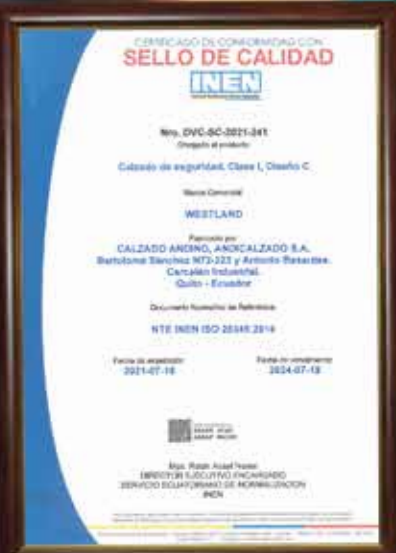 CERTIFICADO DE CONFORMIDAD CON
SELLO DE CALIDAD
INEN
Nro. DVC-SC-2021-241
Otorgado al producto:
Calzado de seguridad, Clase I, Diseño C
Marca Comercial
WESTLAND
Fabricado por
CALZADO ANDINO, ANDICALZADO S.A.
Bartolomé Sánchez N72-223 y Antonio Basantes.
Carcelén Industrial.
Quito - Ecuador
Documento Normativo de Referencia
NTE INEN ISO 20345:2014
Fecha de expedición
2021-07-18
Fecha de vencimiento
2024-07-18
DIRECTOR EJECUTIVO ENCARGADO
SERVICIO ECUATORIANO DE NORMALIZACIÓN
INEN